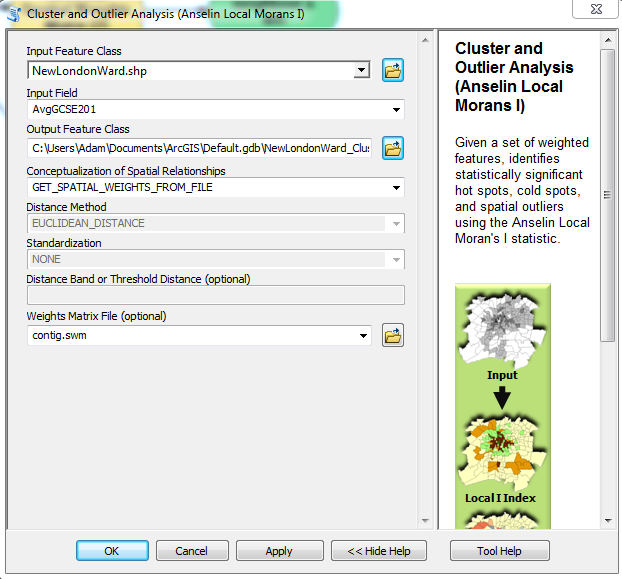 Cluster and Outlier Analysis (Anselin Local Morans I)
Input Feature Class
NewLondonWard.shp
Input Field
AvgGCSE201
Output Feature Class
C:\Users\Adam\Documents\ArcGIS\Default.gdb\NewLondonWard_Clus
Conceptualization of Spatial Relationships
GET_SPATIAL_WEIGHTS_FROM_FILE
Distance Method
EUCLIDEAN_DISTANCE
Standardization
NONE
Distance Band or Threshold Distance (optional)
Weights Matrix File (optional)
contig.swm
OK
Cancel
Apply
<< Hide Help
Cluster and
Outlier Analysis
(Anselin Local
Morans I)
Given a set of weighted
features, identifies
statistically significant
hot spots, cold spots,
and spatial outliers
using the Anselin Local
Moran's I statistic.
Input
Local I Index
Tool Help